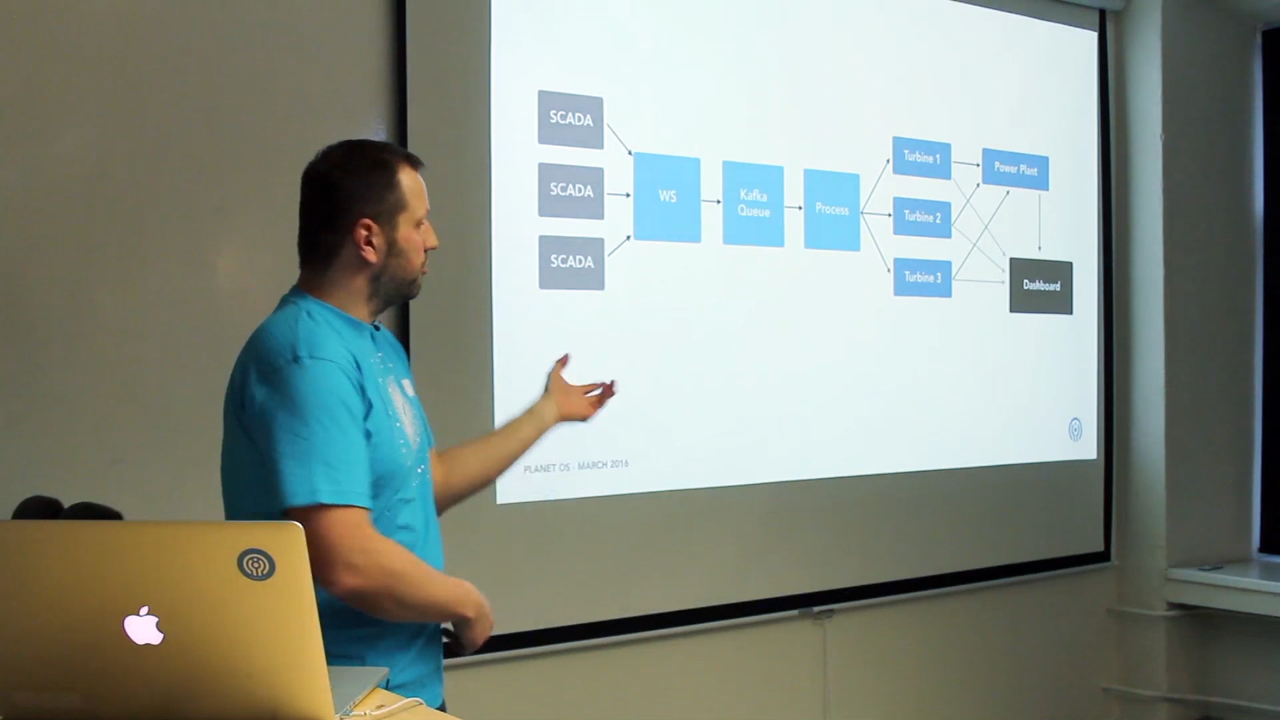 SCADA
SCADA
SCADA
WS
Kafka
Queue
Process
Turbine 1
Turbine 2
Turbine 3
Power Plant
Dashboard
PLANET OS - MARCH 2016